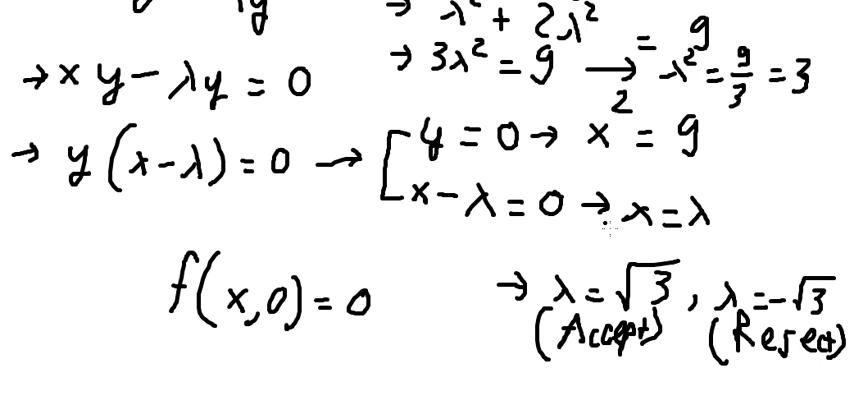 → λ² + 2λ² = 9
→ xy - λy = 0
→ 3λ² = 9 → λ² = 9/3 = 3
→ y(x-λ) = 0 → [ y = 0 → x² = 9
x - λ = 0 → x = λ
f(x,0) = 0
→ λ = √3, λ = -√3
(Accept) (Reject)